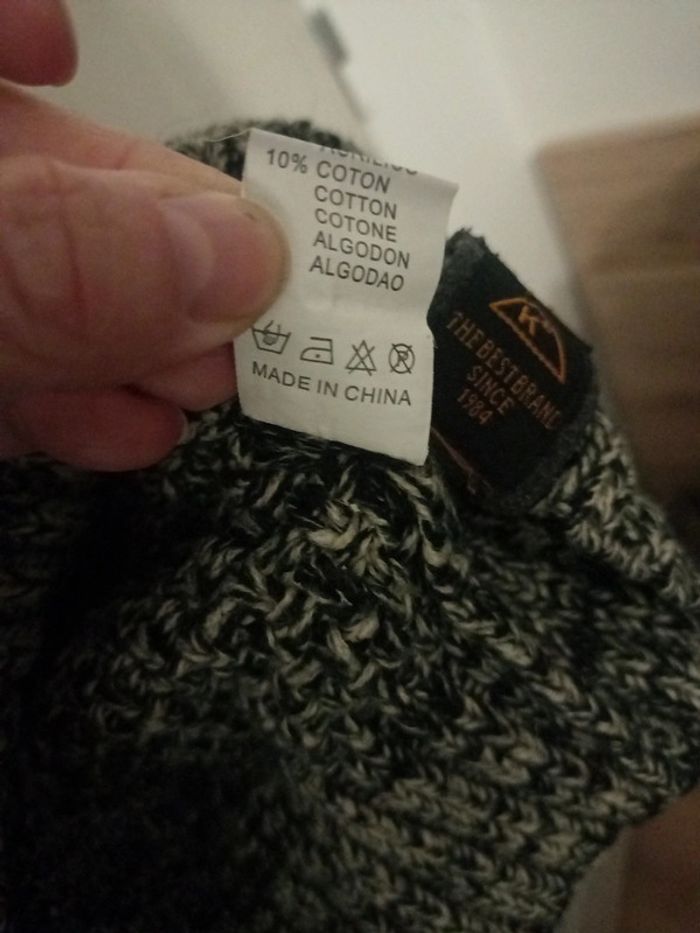 10% COTON
COTTON
COTONE
ALGODON
ALGODAO
MADE IN CHINA
K
THE BEST BRAND
SINCE
1984